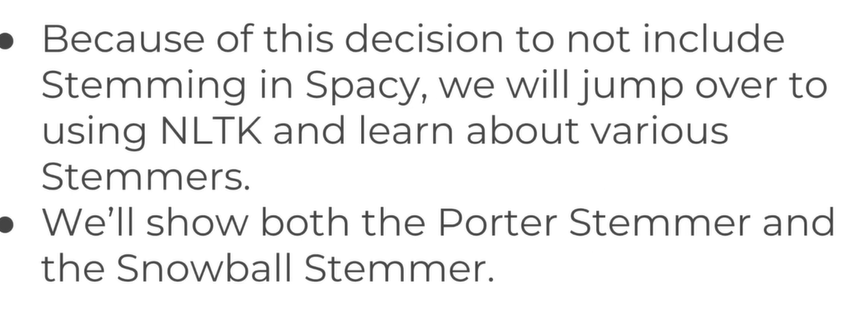 • Because of this decision to not include
Stemming in Spacy, we will jump over to
using NLTK and learn about various
Stemmers.
• We’ll show both the Porter Stemmer and
the Snowball Stemmer.